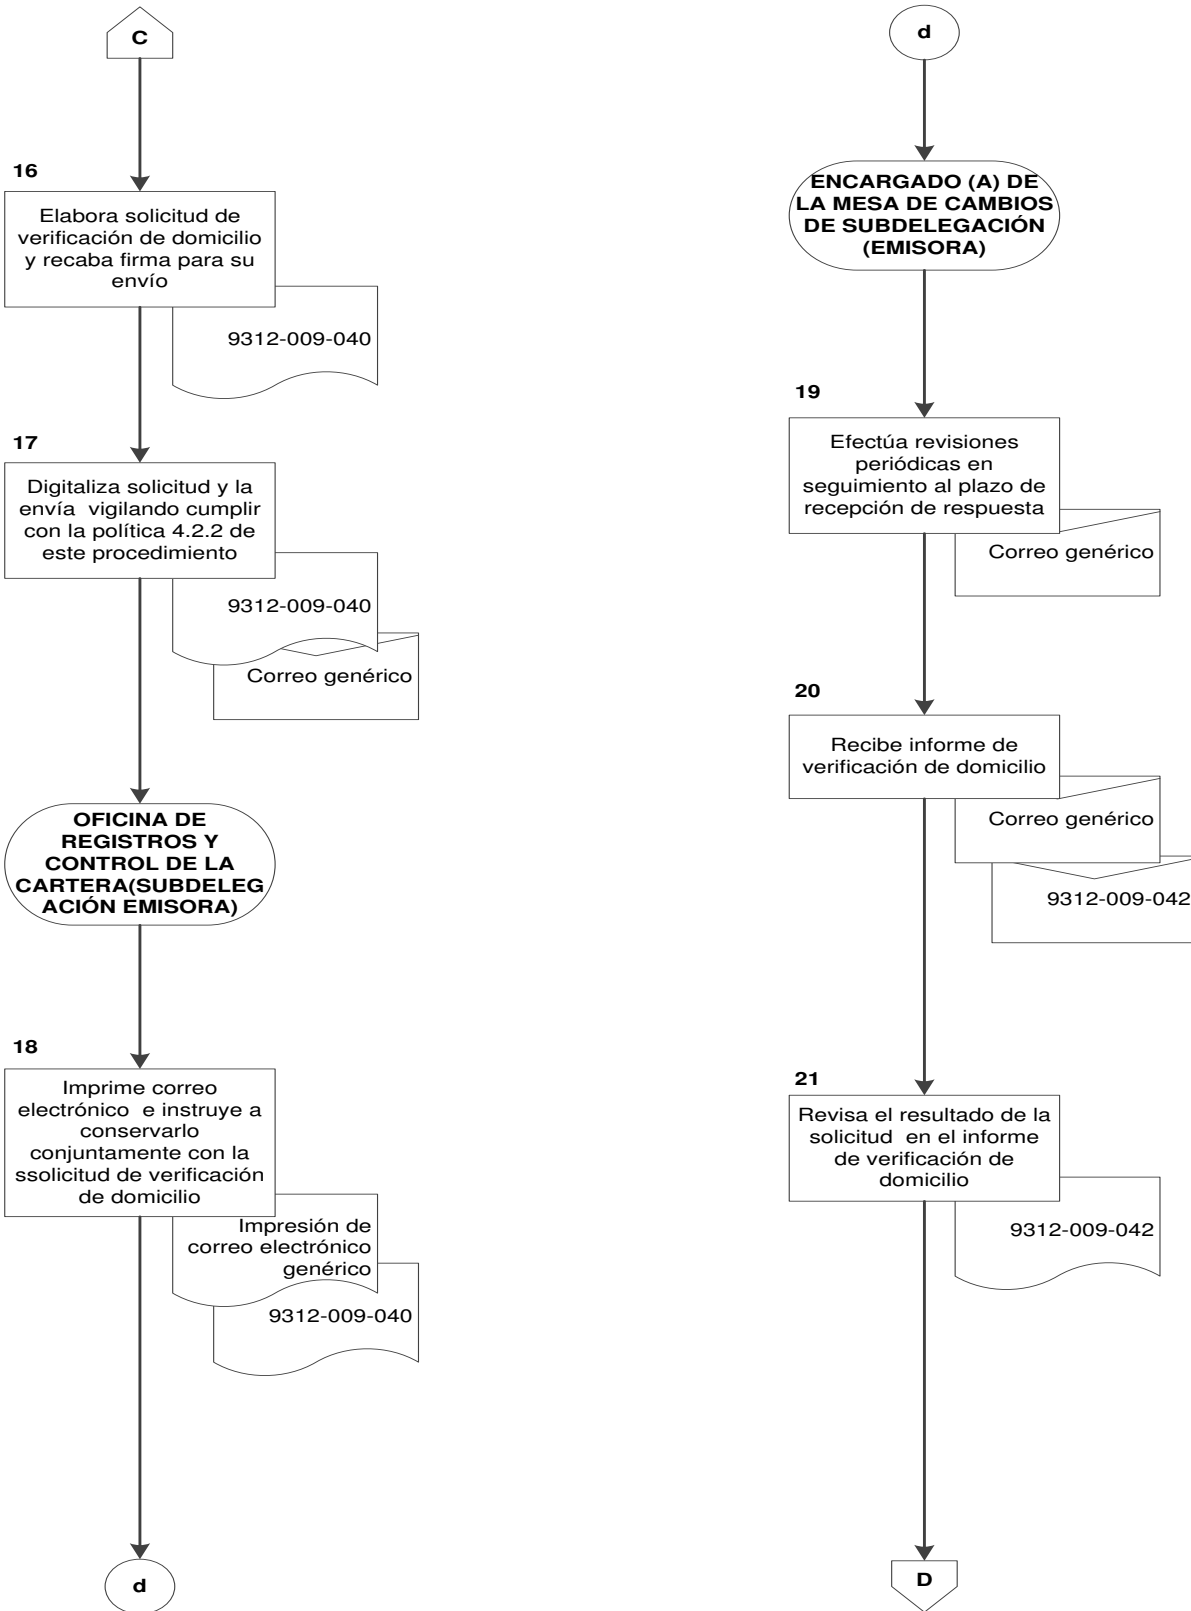 C
16
Elabora solicitud de
verificación de domicilio
y recaba firma para su
envío
9312-009-040
17
Digitaliza solicitud y la
envía vigilando cumplir
con la política 4.2.2 de
este procedimiento
9312-009-040
Correo genérico
OFICINA DE
REGISTROS Y
CONTROL DE LA
CARTERA(SUBDELEG
ACIÓN EMISORA)
18
Imprime correo
electrónico e instruye a
conservarlo
conjuntamente con la
ssolicitud de verificación
de domicilio
Impresión de
correo electrónico
genérico
9312-009-040
d
d
ENCARGADO (A) DE
LA MESA DE CAMBIOS
DE SUBDELEGACIÓN
(EMISORA)
19
Efectúa revisiones
periódicas en
seguimiento al plazo de
recepción de respuesta
Correo genérico
20
Recibe informe de
verificación de domicilio
Correo genérico
9312-009-042
21
Revisa el resultado de la
solicitud en el informe
de verificación de
domicilio
9312-009-042
D